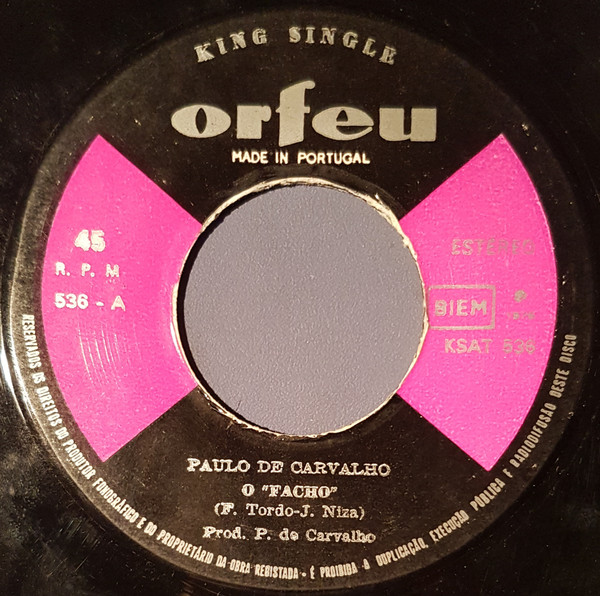 KING SINGLE
orfeu
MADE IN PORTUGAL
45
R. P. M
536 - A
ESTEREO
BIEM
KSAT 536
PAULO DE CARVALHO
O "FACHO"
(F. Tordo-J. Niza)
Prod. P. de Carvalho
RESERVADOS OS DIREITOS DO PRODUTOR FONOGRÁFICO E DO PROPRIETÁRIO DA OBRA REGISTADA · É PROIBIDA A DUPLICAÇÃO, EXECUÇÃO PÚBLICA E RADIODIFUSÃO DESTE DISCO